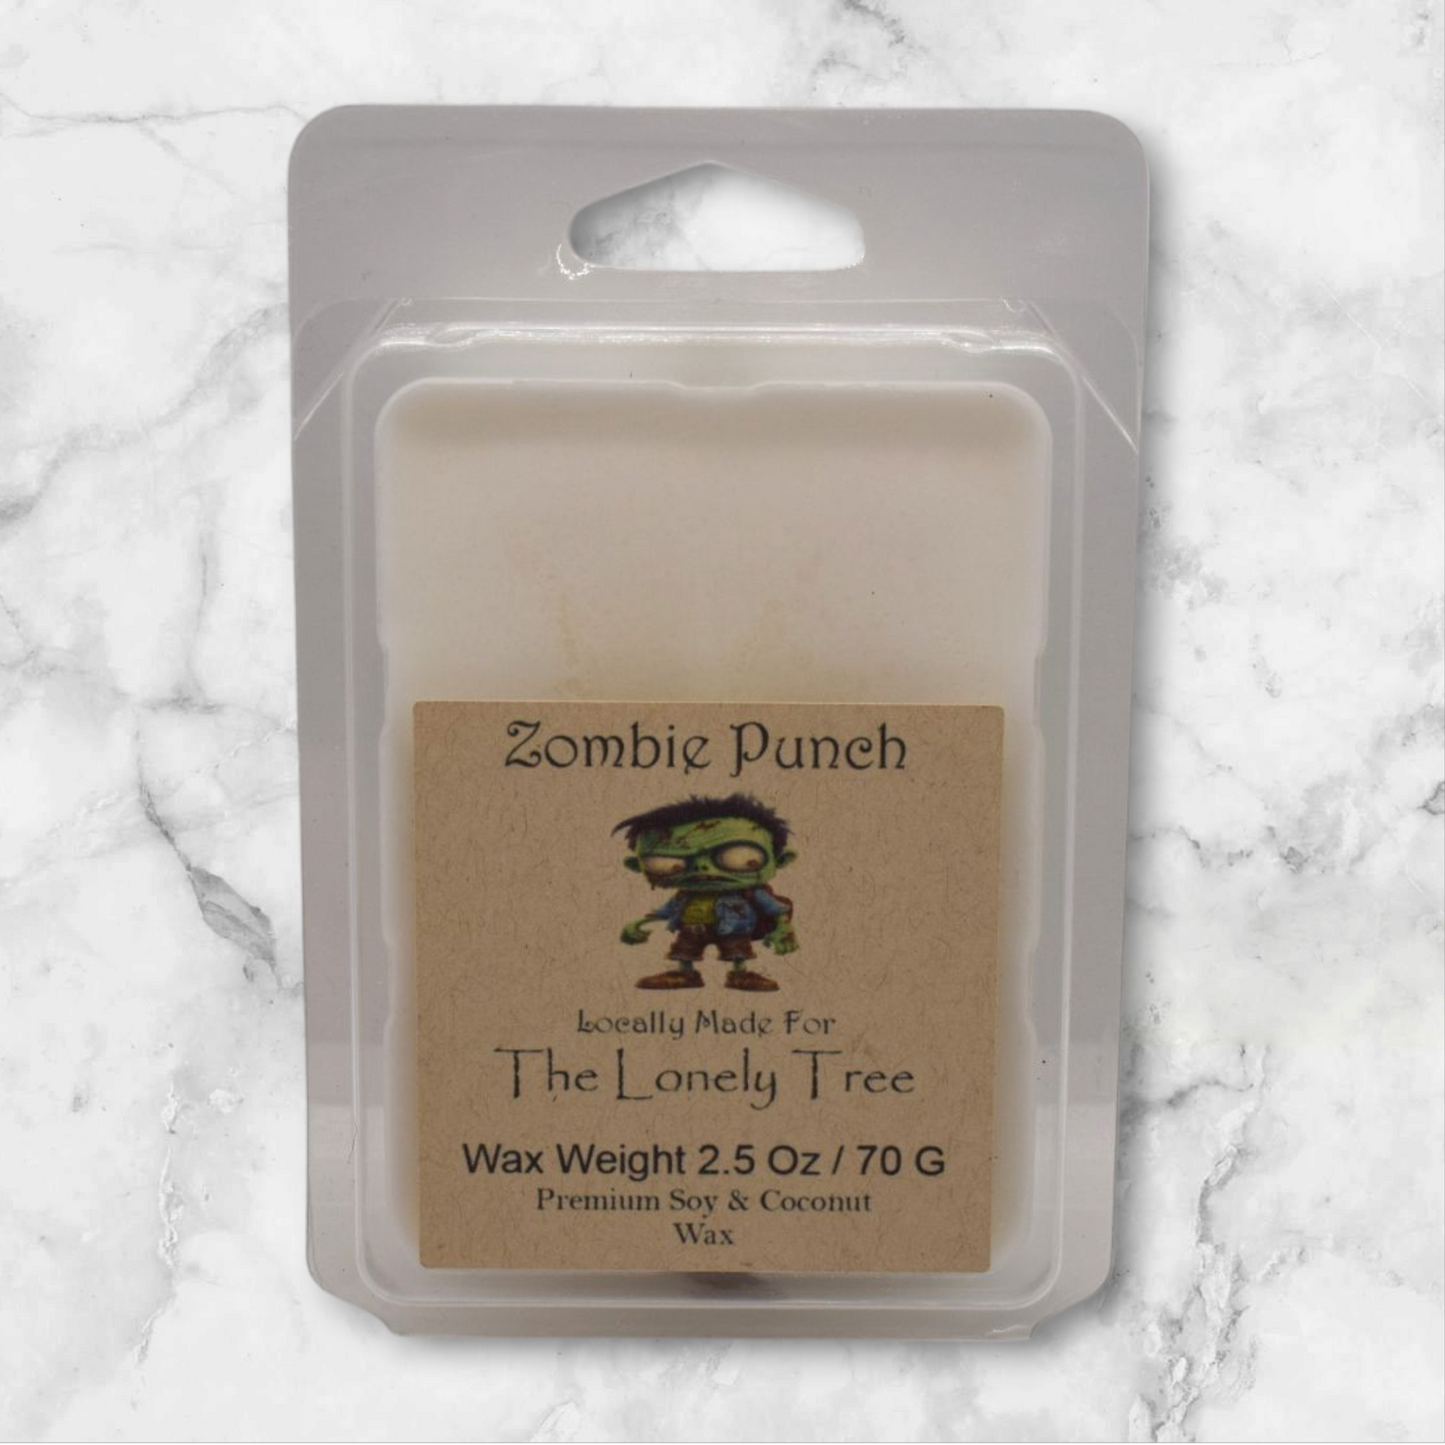 Zombie Punch
Locally Made For
The Lonely Tree
Wax Weight 2.5 Oz / 70 G
Premium Soy & Coconut
Wax